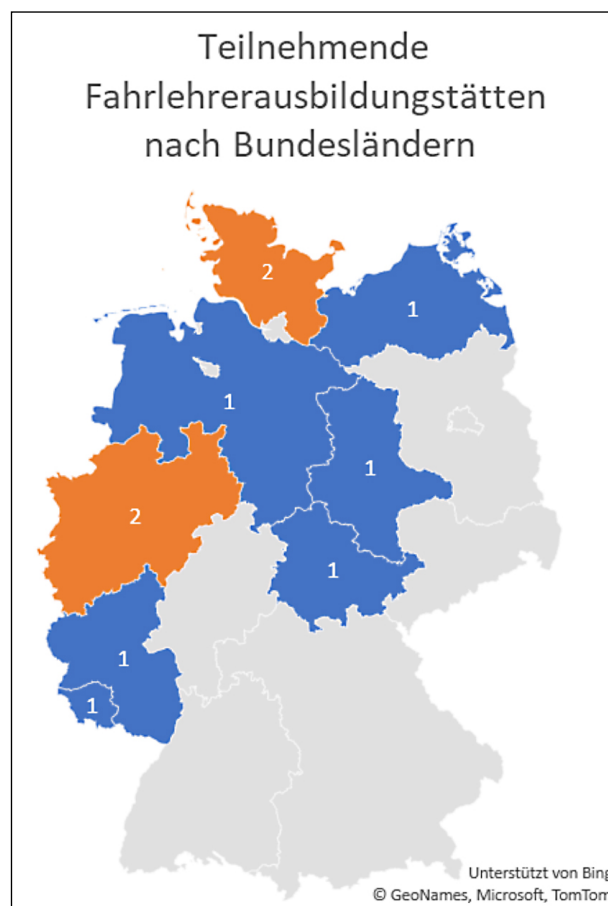 Teilnehmende
Fahrlehrerausbildungstätten
nach Bundesländern
2
1
1
1
2
1
1
1
Unterstützt von Bing
© GeoNames, Microsoft, TomTom